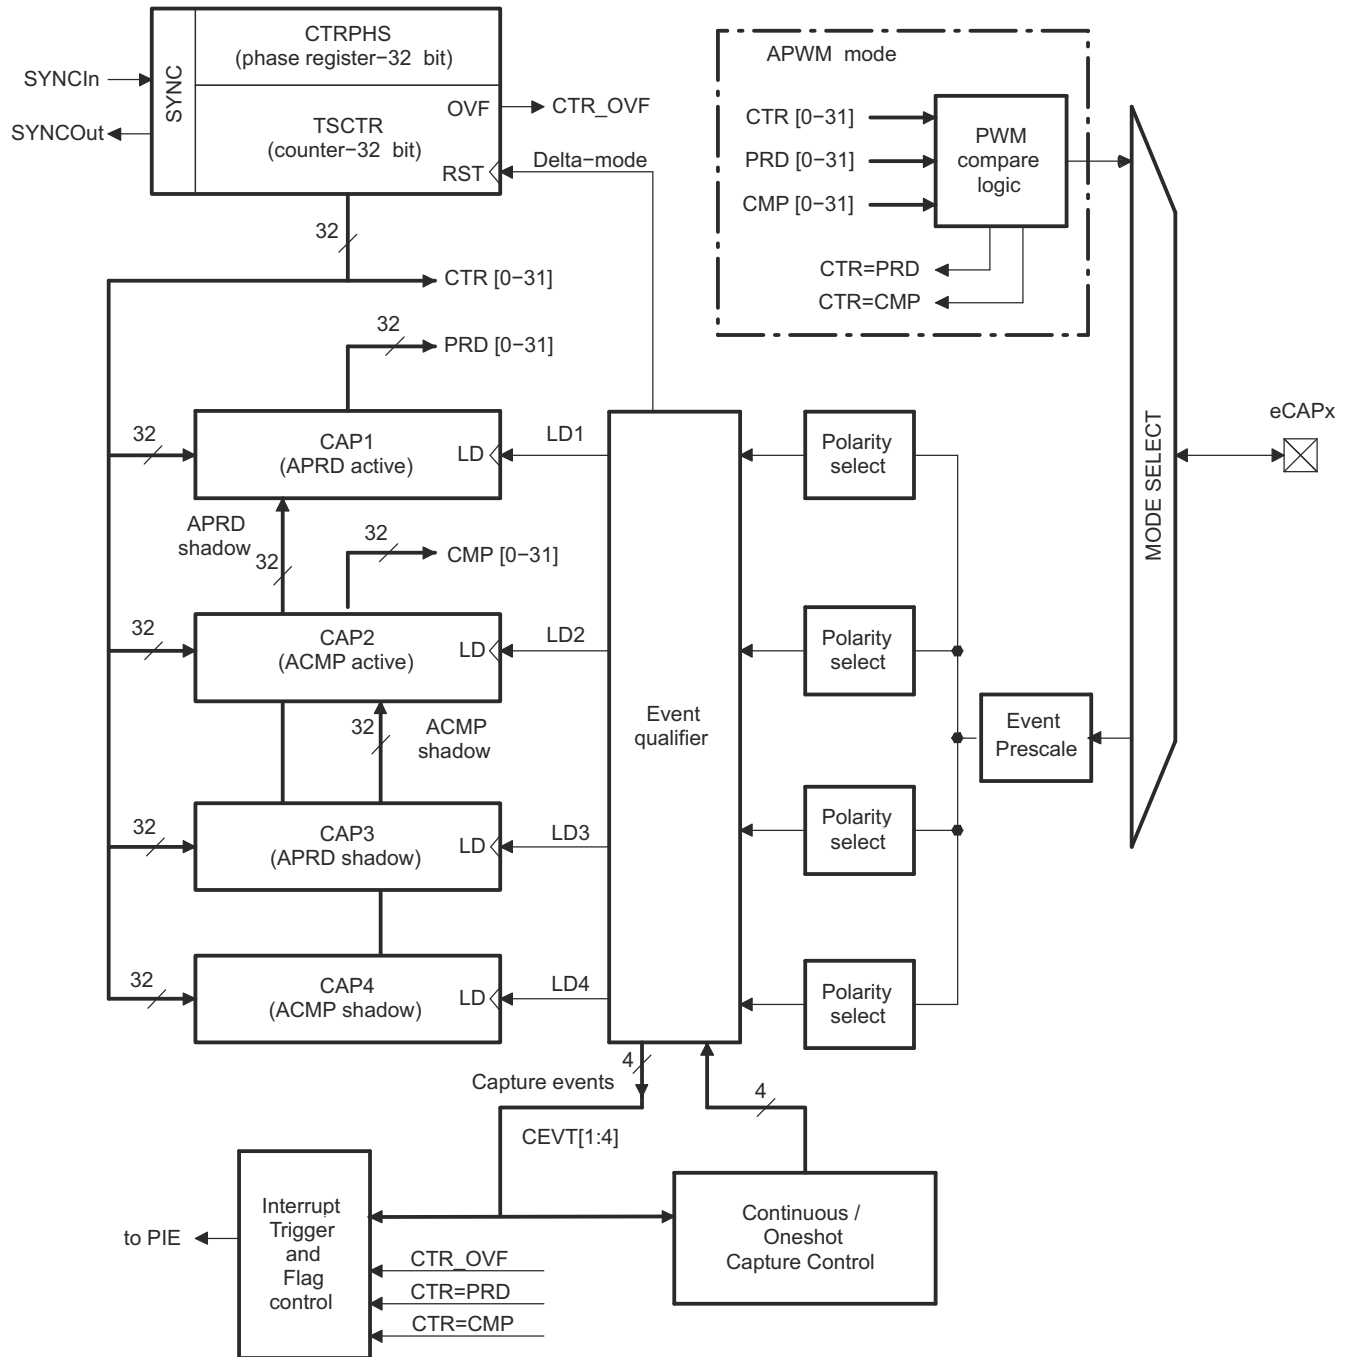 CTRPHS
(phase register−32 bit)
SYNC
SYNCIn
SYNCOut
OVF
CTR_OVF
TSCTR
(counter−32 bit)
RST
Delta−mode
32
CTR [0−31]
32
PRD [0−31]
APWM mode
CTR [0−31]
PRD [0−31]
CMP [0−31]
PWM
compare
logic
CTR=PRD
CTR=CMP
MODE SELECT
eCAPx
32
CAP1
(APRD active)
LD
LD1
Polarity
select
APRD
shadow
32
32
CMP [0−31]
32
CAP2
(ACMP active)
LD
LD2
Polarity
select
32
ACMP
shadow
Event
qualifier
Event
Prescale
32
CAP3
(APRD shadow)
LD
LD3
Polarity
select
32
CAP4
(ACMP shadow)
LD
LD4
Polarity
select
4
Capture events
4
CEVT[1:4]
to PIE
Interrupt
Trigger
and
Flag
control
CTR_OVF
CTR=PRD
CTR=CMP
Continuous /
Oneshot
Capture Control